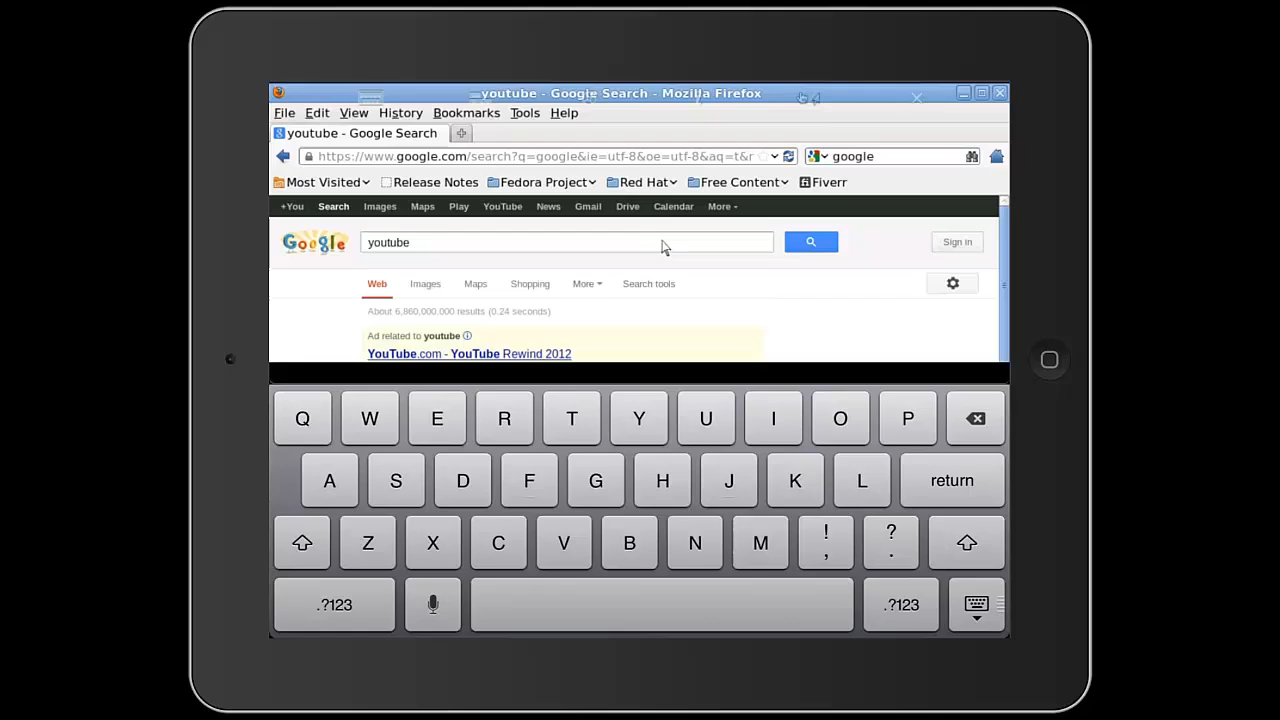 youtube - Google Search - Mozilla Firefox
File Edit View History Bookmarks Tools Help
youtube - Google Search
https://www.google.com/search?q=google&ie=utf-8&oe=utf-8&aq=t&r google
Most Visited Release Notes Fedora Project Red Hat Free Content Fiverr
+You Search Images Maps Play YouTube News Gmail Drive Calendar More
Google youtube Sign in
Web Images Maps Shopping More Search tools
About 6,860,000,000 results (0.24 seconds)
Ad related to youtube
YouTube.com - YouTube Rewind 2012
Q W E R T Y U I O P
A S D F G H J K L return
Z X C V B N M ! , ? .
.?123 .?123